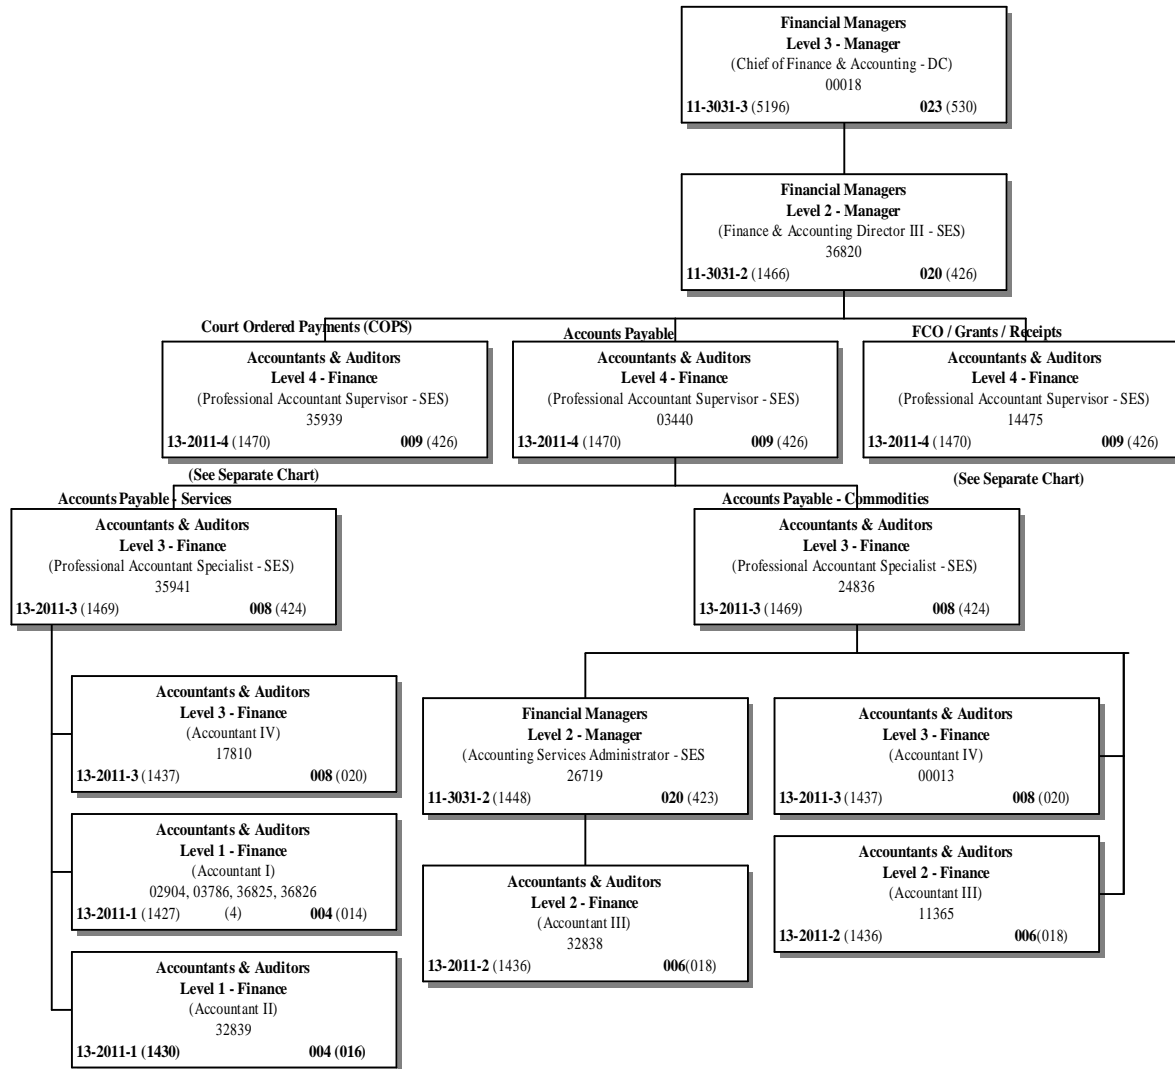 Financial Managers
Level 3 - Manager
(Chief of Finance & Accounting - DC)
00018
11-3031-3 (5196) 023 (530)
Financial Managers
Level 2 - Manager
(Finance & Accounting Director III - SES)
36820
11-3031-2 (1466) 020 (426)
Court Ordered Payments (COPS)
Accountants & Auditors
Level 4 - Finance
(Professional Accountant Supervisor - SES)
35939
13-2011-4 (1470) 009 (426)
(See Separate Chart)
Accounts Payable
Accountants & Auditors
Level 4 - Finance
(Professional Accountant Supervisor - SES)
03440
13-2011-4 (1470) 009 (426)
FCO / Grants / Receipts
Accountants & Auditors
Level 4 - Finance
(Professional Accountant Supervisor - SES)
14475
13-2011-4 (1470) 009 (426)
(See Separate Chart)
Accounts Payable - Services
Accountants & Auditors
Level 3 - Finance
(Professional Accountant Specialist - SES)
35941
13-2011-3 (1469) 008 (424)
Accountants & Auditors
Level 3 - Finance
(Accountant IV)
17810
13-2011-3 (1437) 008 (020)
Accountants & Auditors
Level 1 - Finance
(Accountant I)
02904, 03786, 36825, 36826
13-2011-1 (1427) (4) 004 (014)
Accountants & Auditors
Level 1 - Finance
(Accountant II)
32839
13-2011-1 (1430) 004 (016)
Accounts Payable - Commodities
Accountants & Auditors
Level 3 - Finance
(Professional Accountant Specialist - SES)
24836
13-2011-3 (1469) 008 (424)
Financial Managers
Level 2 - Manager
(Accounting Services Administrator - SES
26719
11-3031-2 (1448) 020 (423)
Accountants & Auditors
Level 2 - Finance
(Accountant III)
32838
13-2011-2 (1436) 006(018)
Accountants & Auditors
Level 3 - Finance
(Accountant IV)
00013
13-2011-3 (1437) 008 (020)
Accountants & Auditors
Level 2 - Finance
(Accountant III)
11365
13-2011-2 (1436) 006(018)